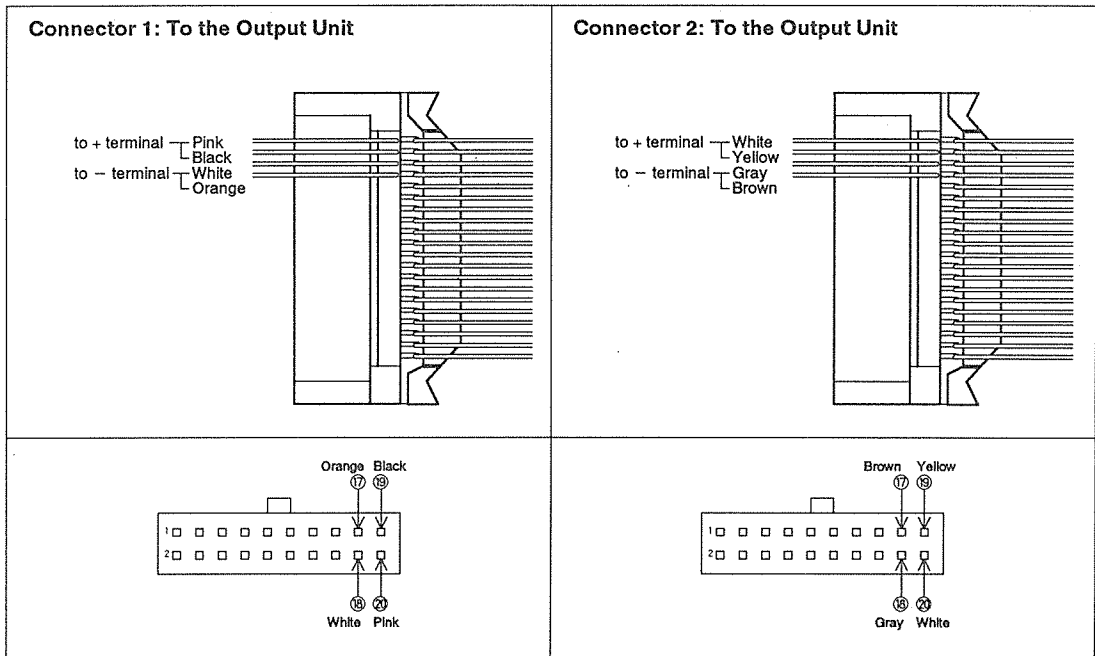 Connector 1: To the Output Unit
to + terminal Pink
Black
to − terminal White
Orange
Connector 2: To the Output Unit
to + terminal White
Yellow
to − terminal Gray
Brown
Orange Black
⑰ ⑲
1
2
⑱ ⑳
White Pink
Brown Yellow
⑰ ⑲
1
2
⑱ ⑳
Gray White